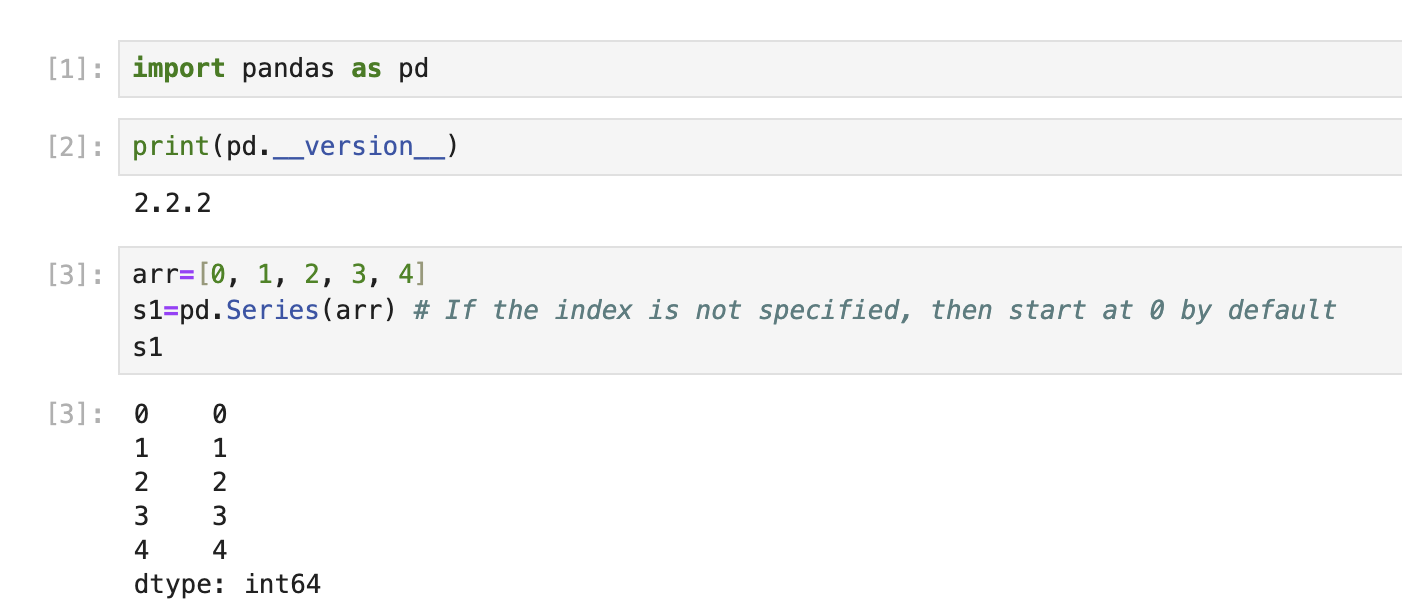 [1]: import pandas as pd
[2]: print(pd.__version__)
2.2.2
[3]: arr=[0, 1, 2, 3, 4]
s1=pd.Series(arr) # If the index is not specified, then start at 0 by default
s1
[3]: 0    0
1    1
2    2
3    3
4    4
dtype: int64